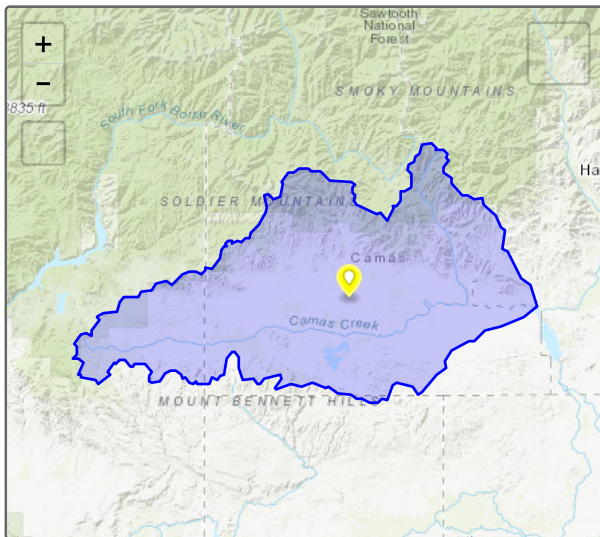 Sawtooth
National
Forest
+
−
SMOKY MOUNTAINS
8835 ft
South Fork Boise River
Ha
SOLDIER MOUNTAINS
Camas
Camas Creek
MOUNT BENNETT HILLS